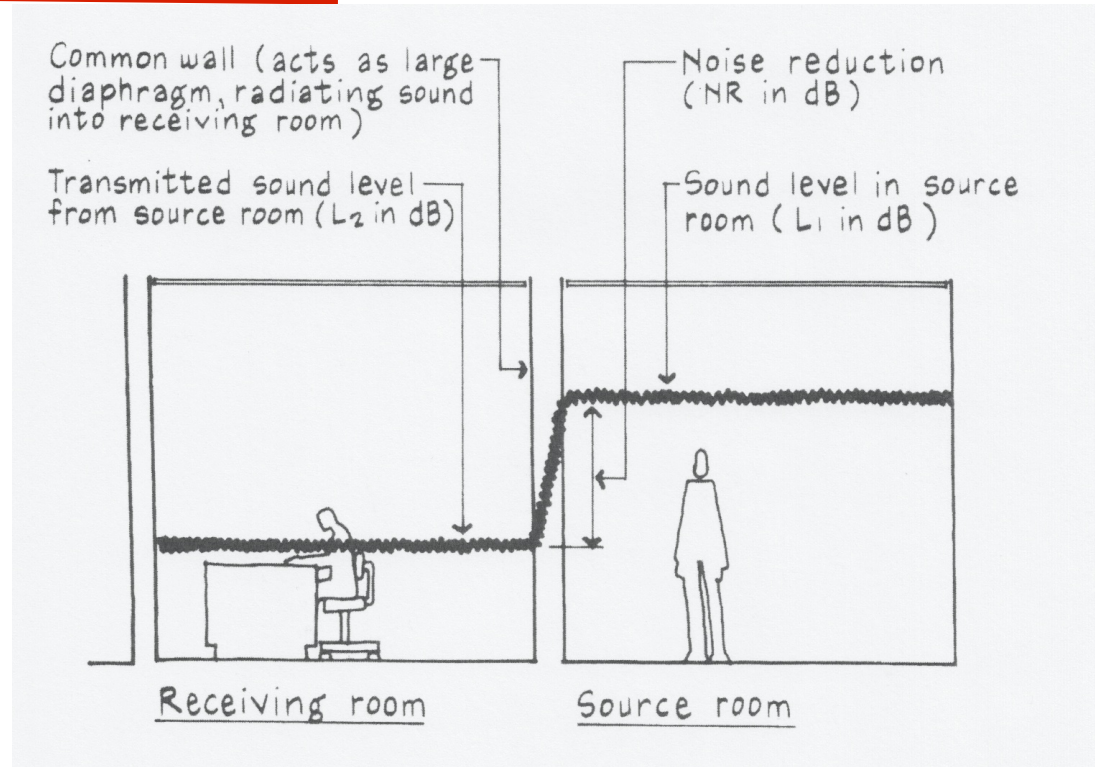 Common wall (acts as large
diaphragm, radiating sound
into receiving room)
Noise reduction
(NR in dB)
Transmitted sound level
from source room (L₂ in dB)
Sound level in source
room (L₁ in dB)
Receiving room
Source room